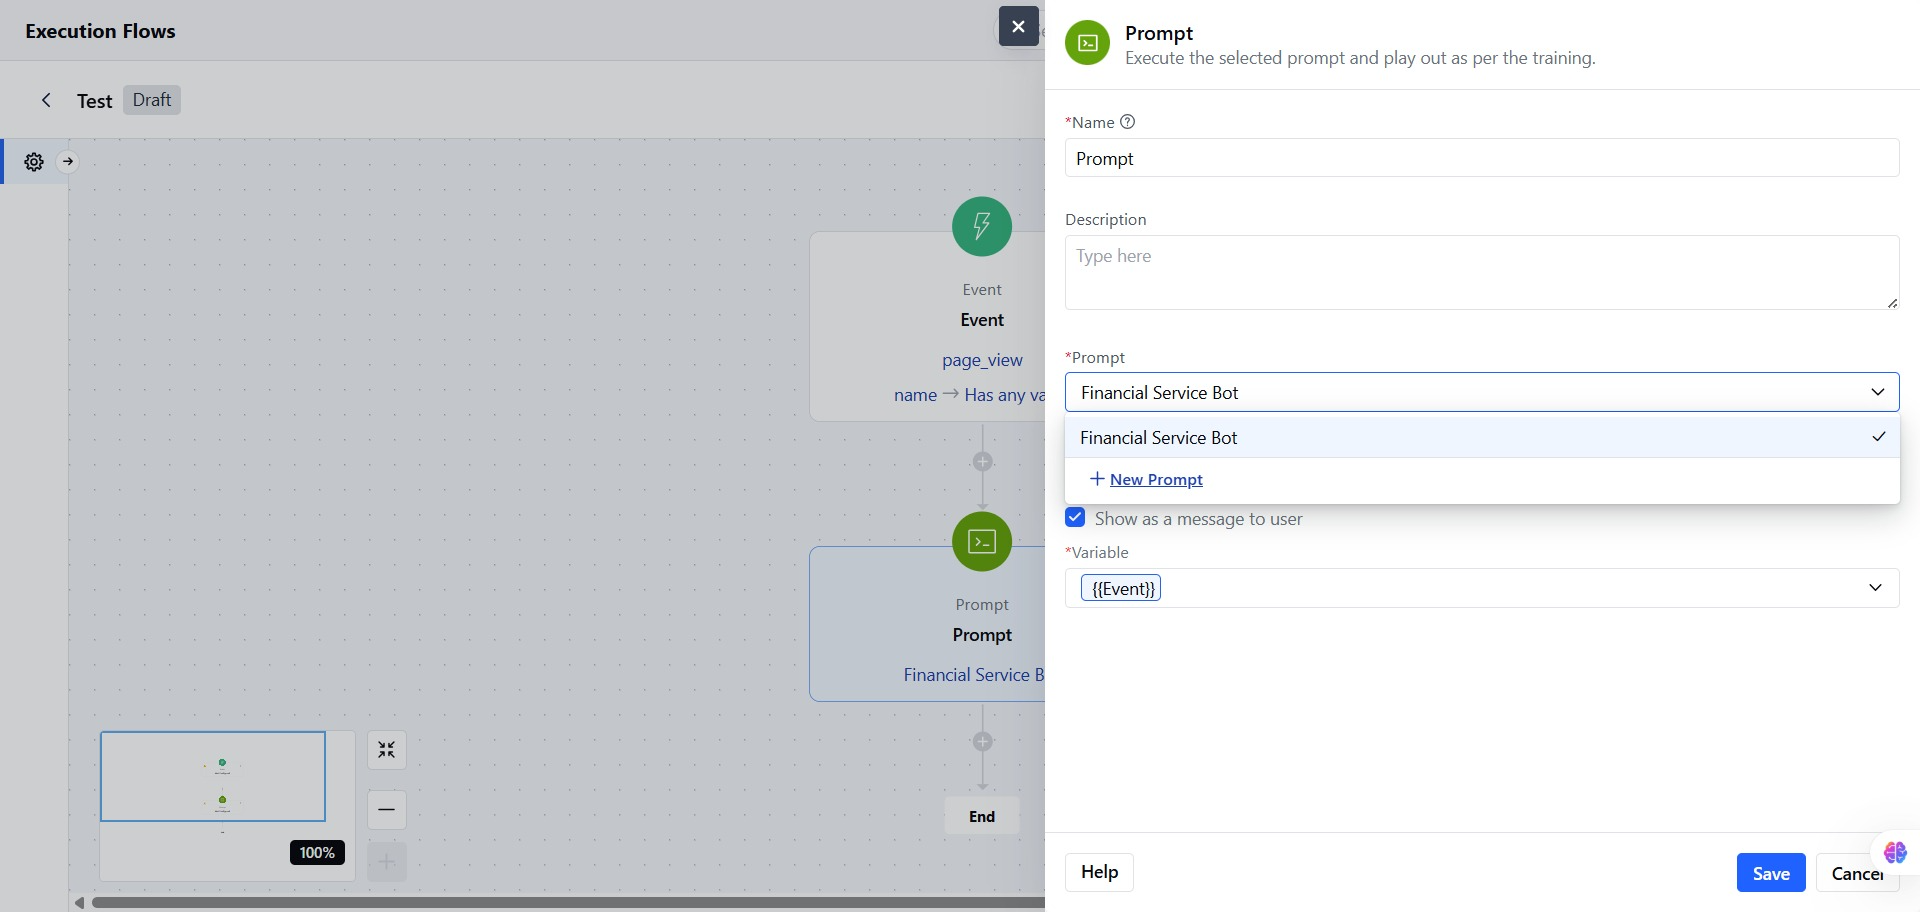 Execution Flows
Test
Draft
Event
Event
page_view
name → Has any va
Prompt
Prompt
Financial Service B
End
100%
Prompt
Execute the selected prompt and play out as per the training.
*Name
Prompt
Description
Type here
*Prompt
Financial Service Bot
Financial Service Bot
+ New Prompt
Show as a message to user
*Variable
{{Event}}
Help
Save
Cancel